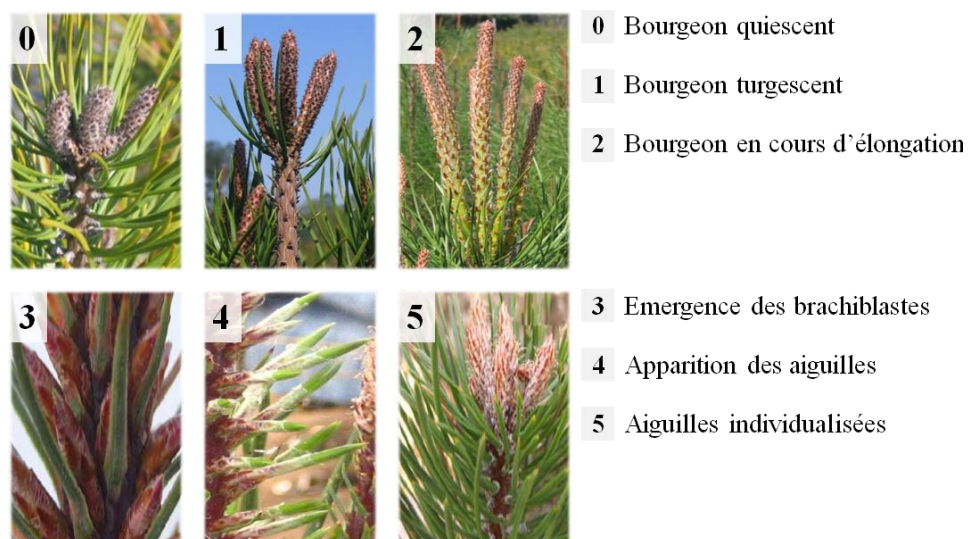 0
1
2
0 Bourgeon quiescent
1 Bourgeon turgescent
2 Bourgeon en cours d'élongation
3
4
5
3 Emergence des brachiblastes
4 Apparition des aiguilles
5 Aiguilles individualisées